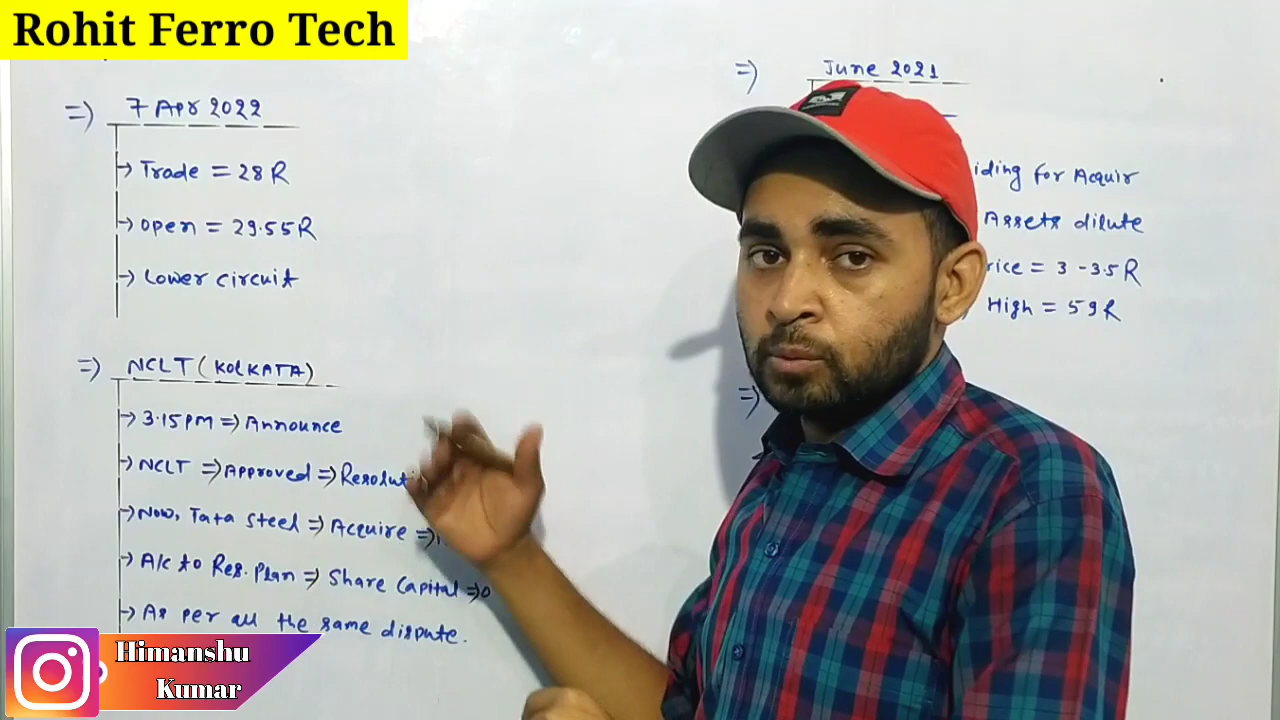 Rohit Ferro Tech
=) 7 Apr 2022
→ Trade = 28 R
→ open = 29.55 R
→ Lower circuit
=) NCLT (KOLKATA)
→ 3.15 PM => Announce
→ NCLT => Approved => Resoluti
→ Now, Tata Steel => Acquire =>
→ A/c to Res. Plan => Share Capital => 0
→ As per all the same dispute.
Himanshu
Kumar
=) June 2021
iding for Acquir
Assets dilute
rice = 3 - 3.5 R
High = 59 R
=)